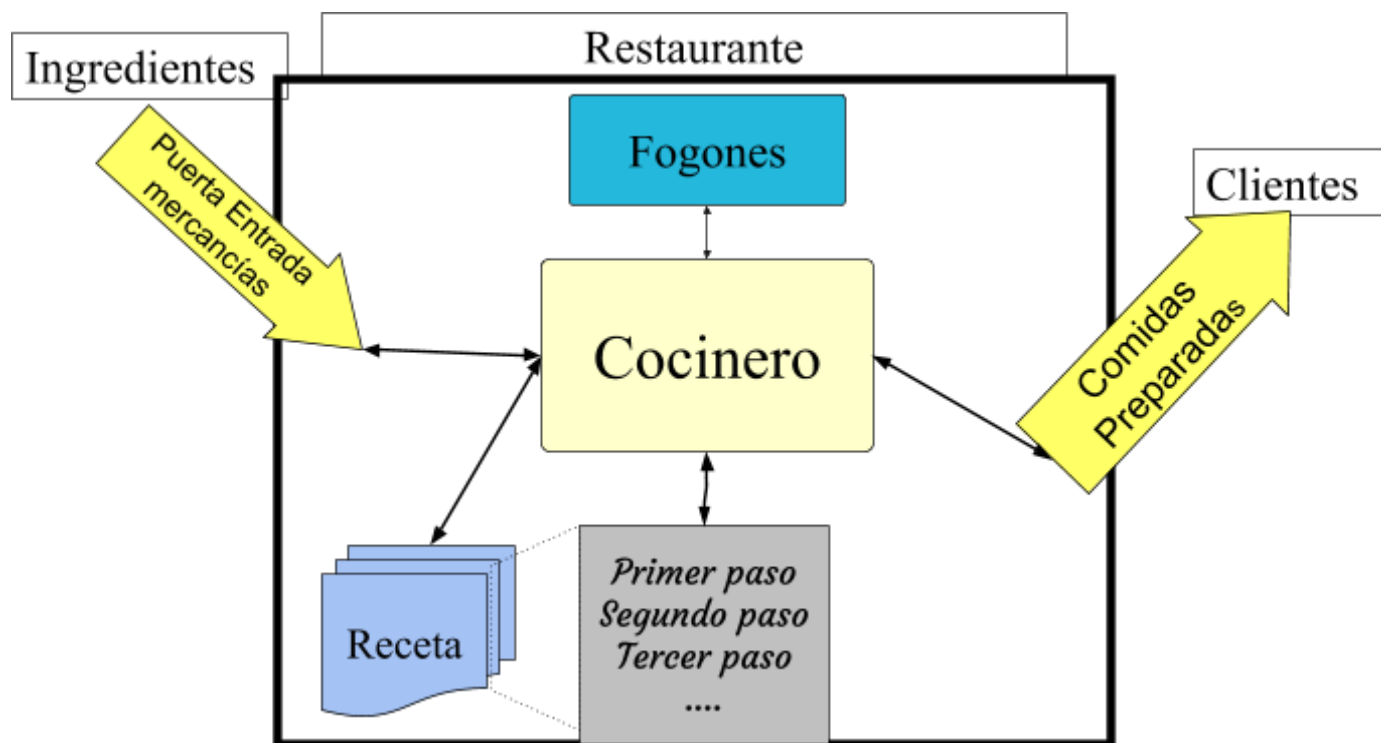 Restaurante
Ingredientes
Puerta Entrada
mercancías
Fogones
Clientes
Cocinero
Comidas
Preparadas
Receta
Primer paso
Segundo paso
Tercer paso
....